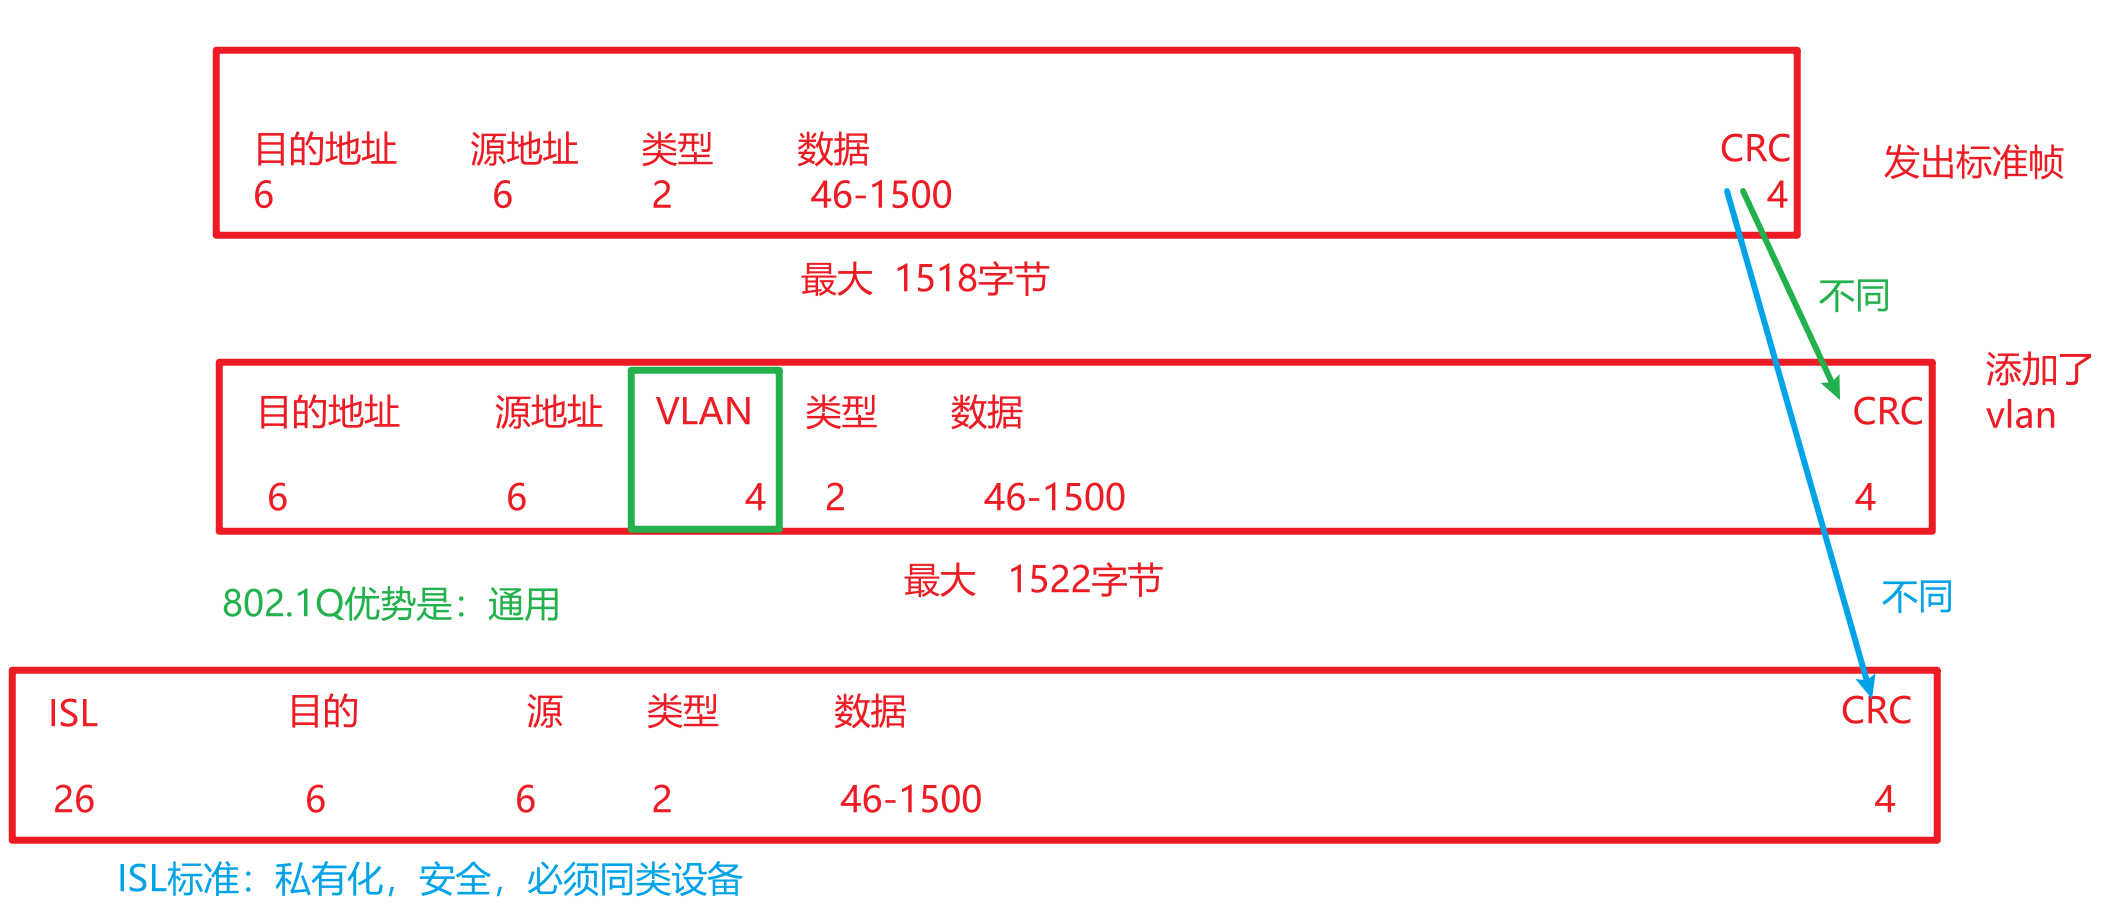 目的地址 源地址 类型 数据 CRC
6 6 2 46-1500 4
发出标准帧
最大 1518字节
不同
目的地址 源地址 VLAN 类型 数据 CRC
6 6 4 2 46-1500 4
添加了
vlan
最大 1522字节
802.1Q优势是：通用
不同
ISL 目的 源 类型 数据 CRC
26 6 6 2 46-1500 4
ISL标准：私有化，安全，必须同类设备